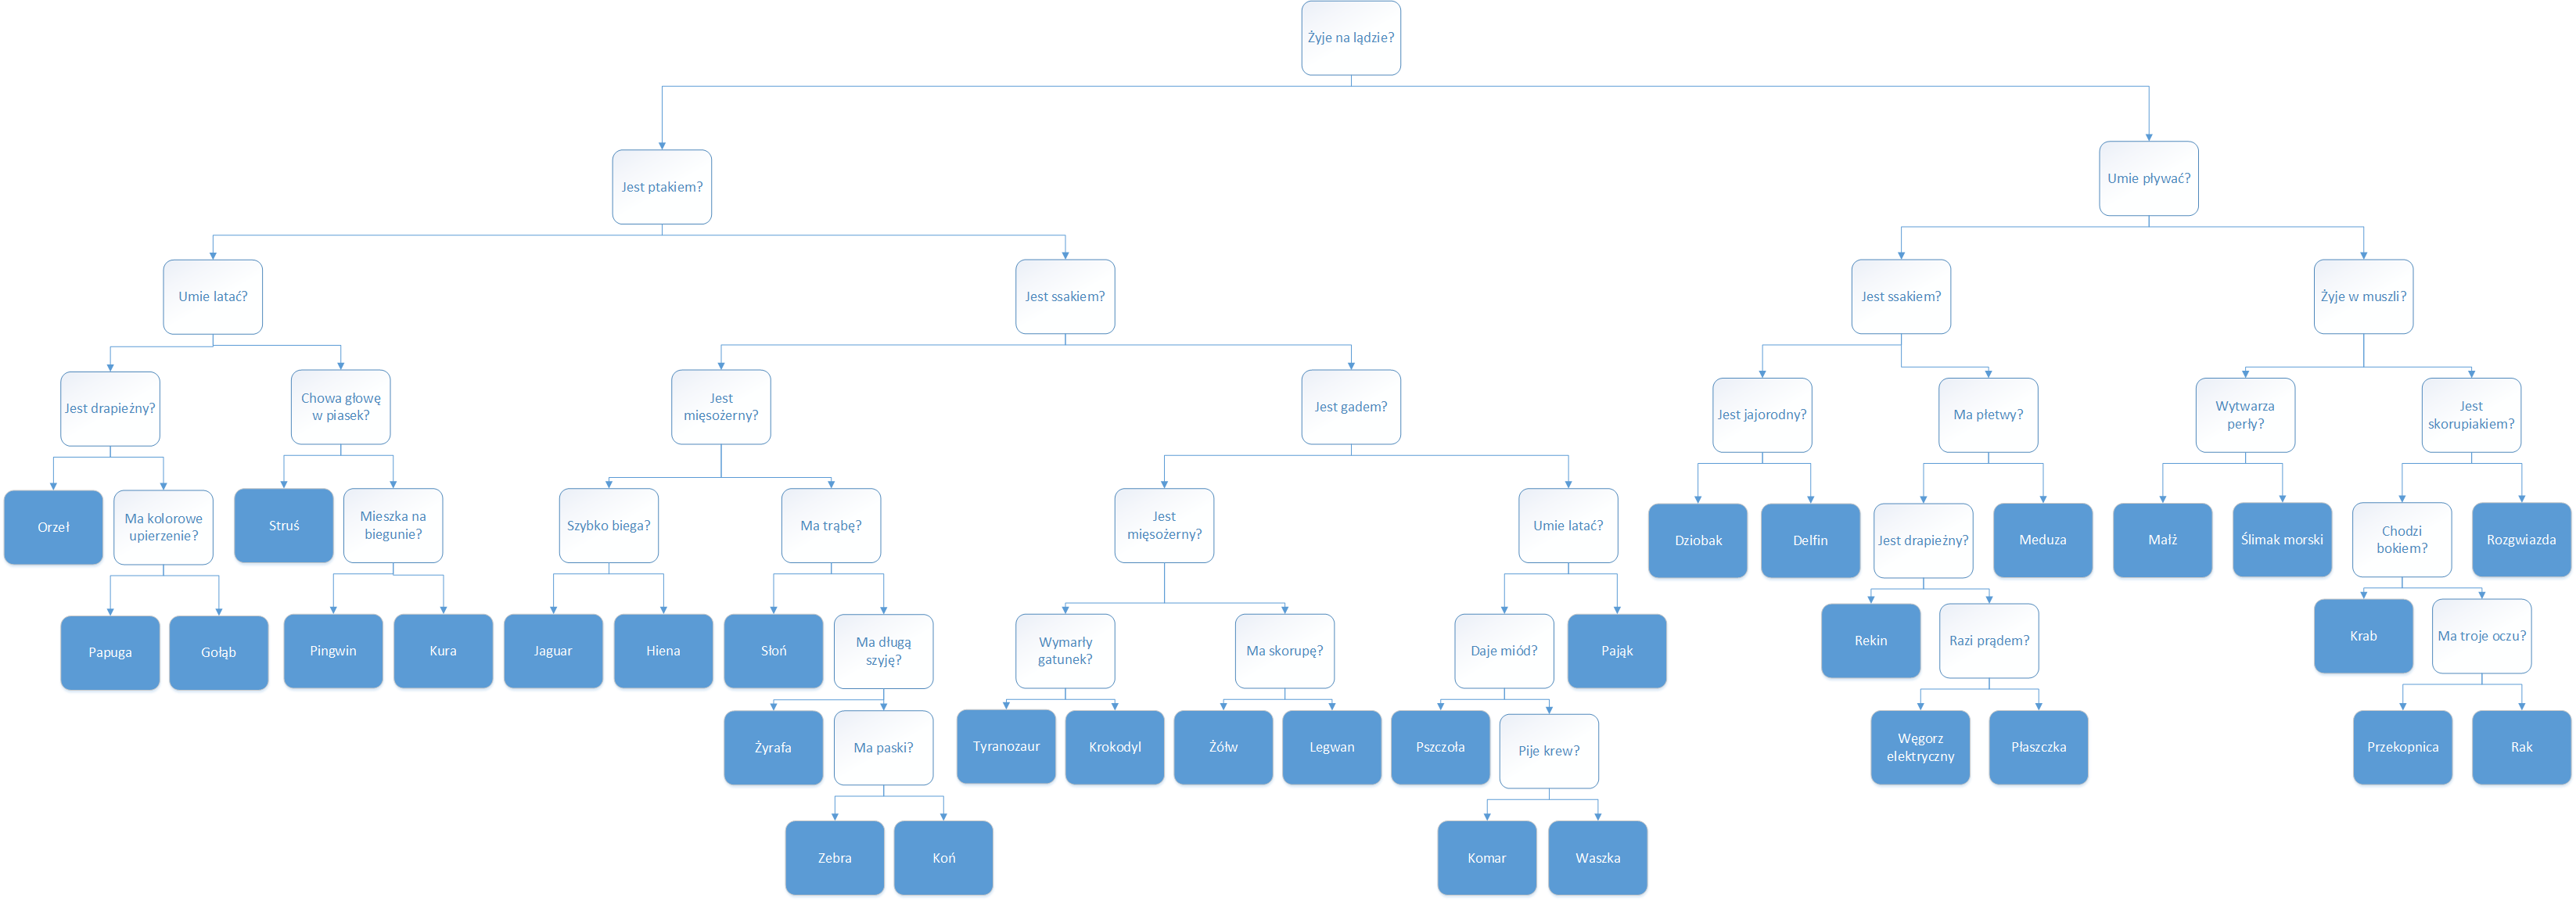 Żyje na lądzie?
Jest ptakiem?
Umie pływać?
Umie latać?
Jest ssakiem?
Jest ssakiem?
Żyje w muszli?
Jest drapieżny?
Chowa głowę
w piasek?
Jest
mięsożerny?
Jest gadem?
Jest jajorodny?
Ma płetwy?
Wytwarza
perły?
Jest
skorupiakiem?
Orzeł
Ma kolorowe
upierzenie?
Struś
Mieszka na
biegunie?
Szybko biega?
Ma trąbę?
Jest
mięsożerny?
Umie latać?
Dziobak
Delfin
Jest drapieżny?
Meduza
Małż
Ślimak morski
Chodzi
bokiem?
Rozgwiazda
Papuga
Gołąb
Pingwin
Kura
Jaguar
Hiena
Słoń
Ma długą
szyję?
Wymarły
gatunek?
Ma skorupę?
Daje miód?
Pająk
Rekin
Razi prądem?
Krab
Ma troje oczu?
Żyrafa
Ma paski?
Tyranozaur
Krokodyl
Żółw
Legwan
Pszczoła
Pije krew?
Węgorz
elektryczny
Płaszczka
Przekopnica
Rak
Zebra
Koń
Komar
Waszka